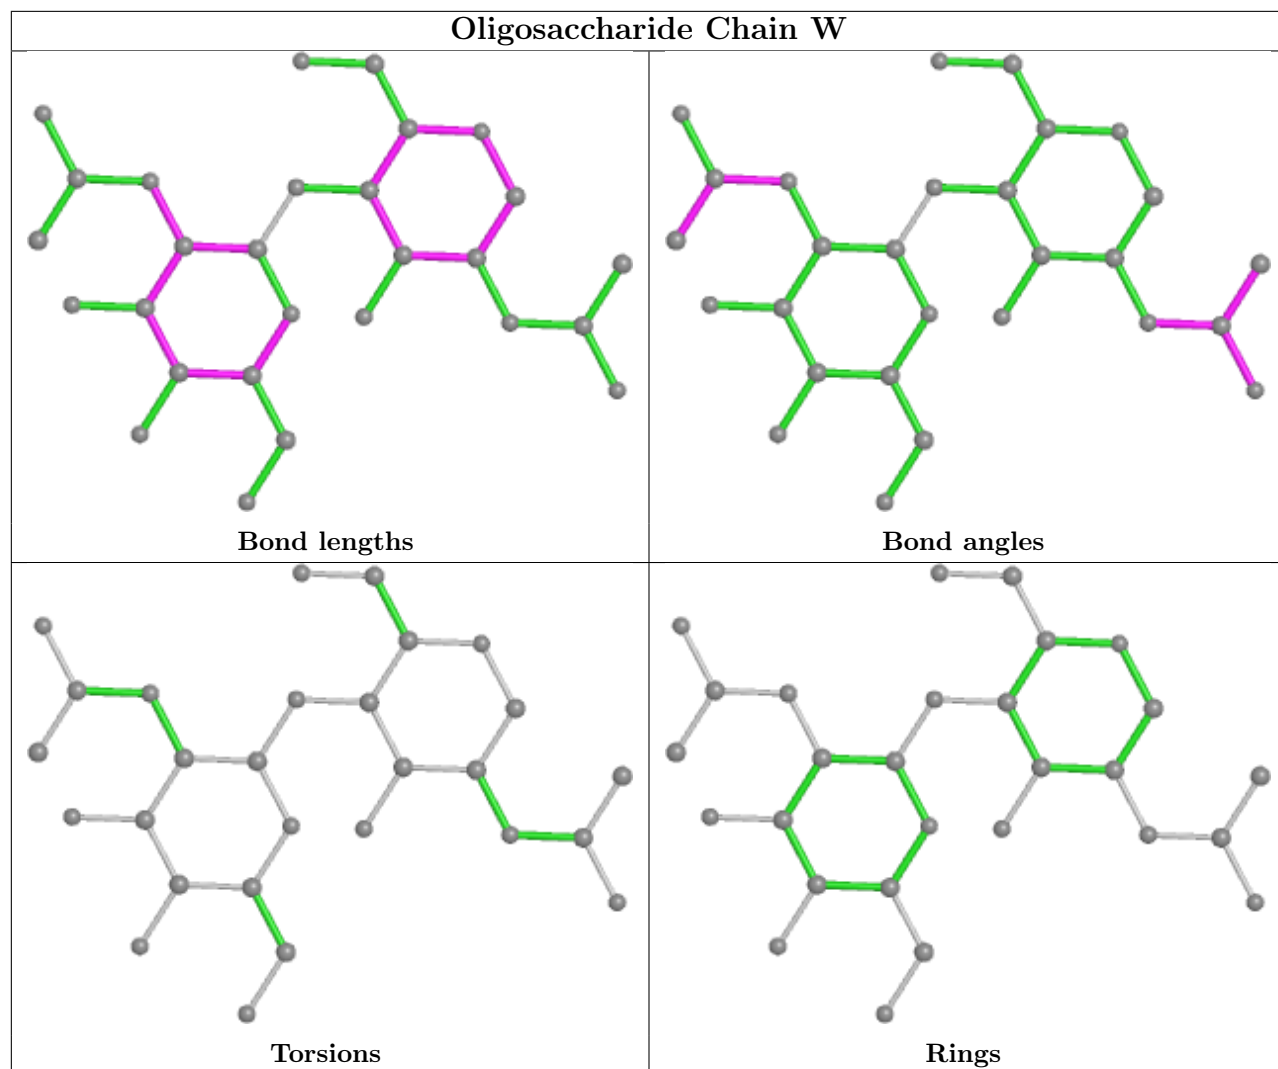 Oligosaccharide Chain W
Bond lengths
Bond angles
Torsions
Rings